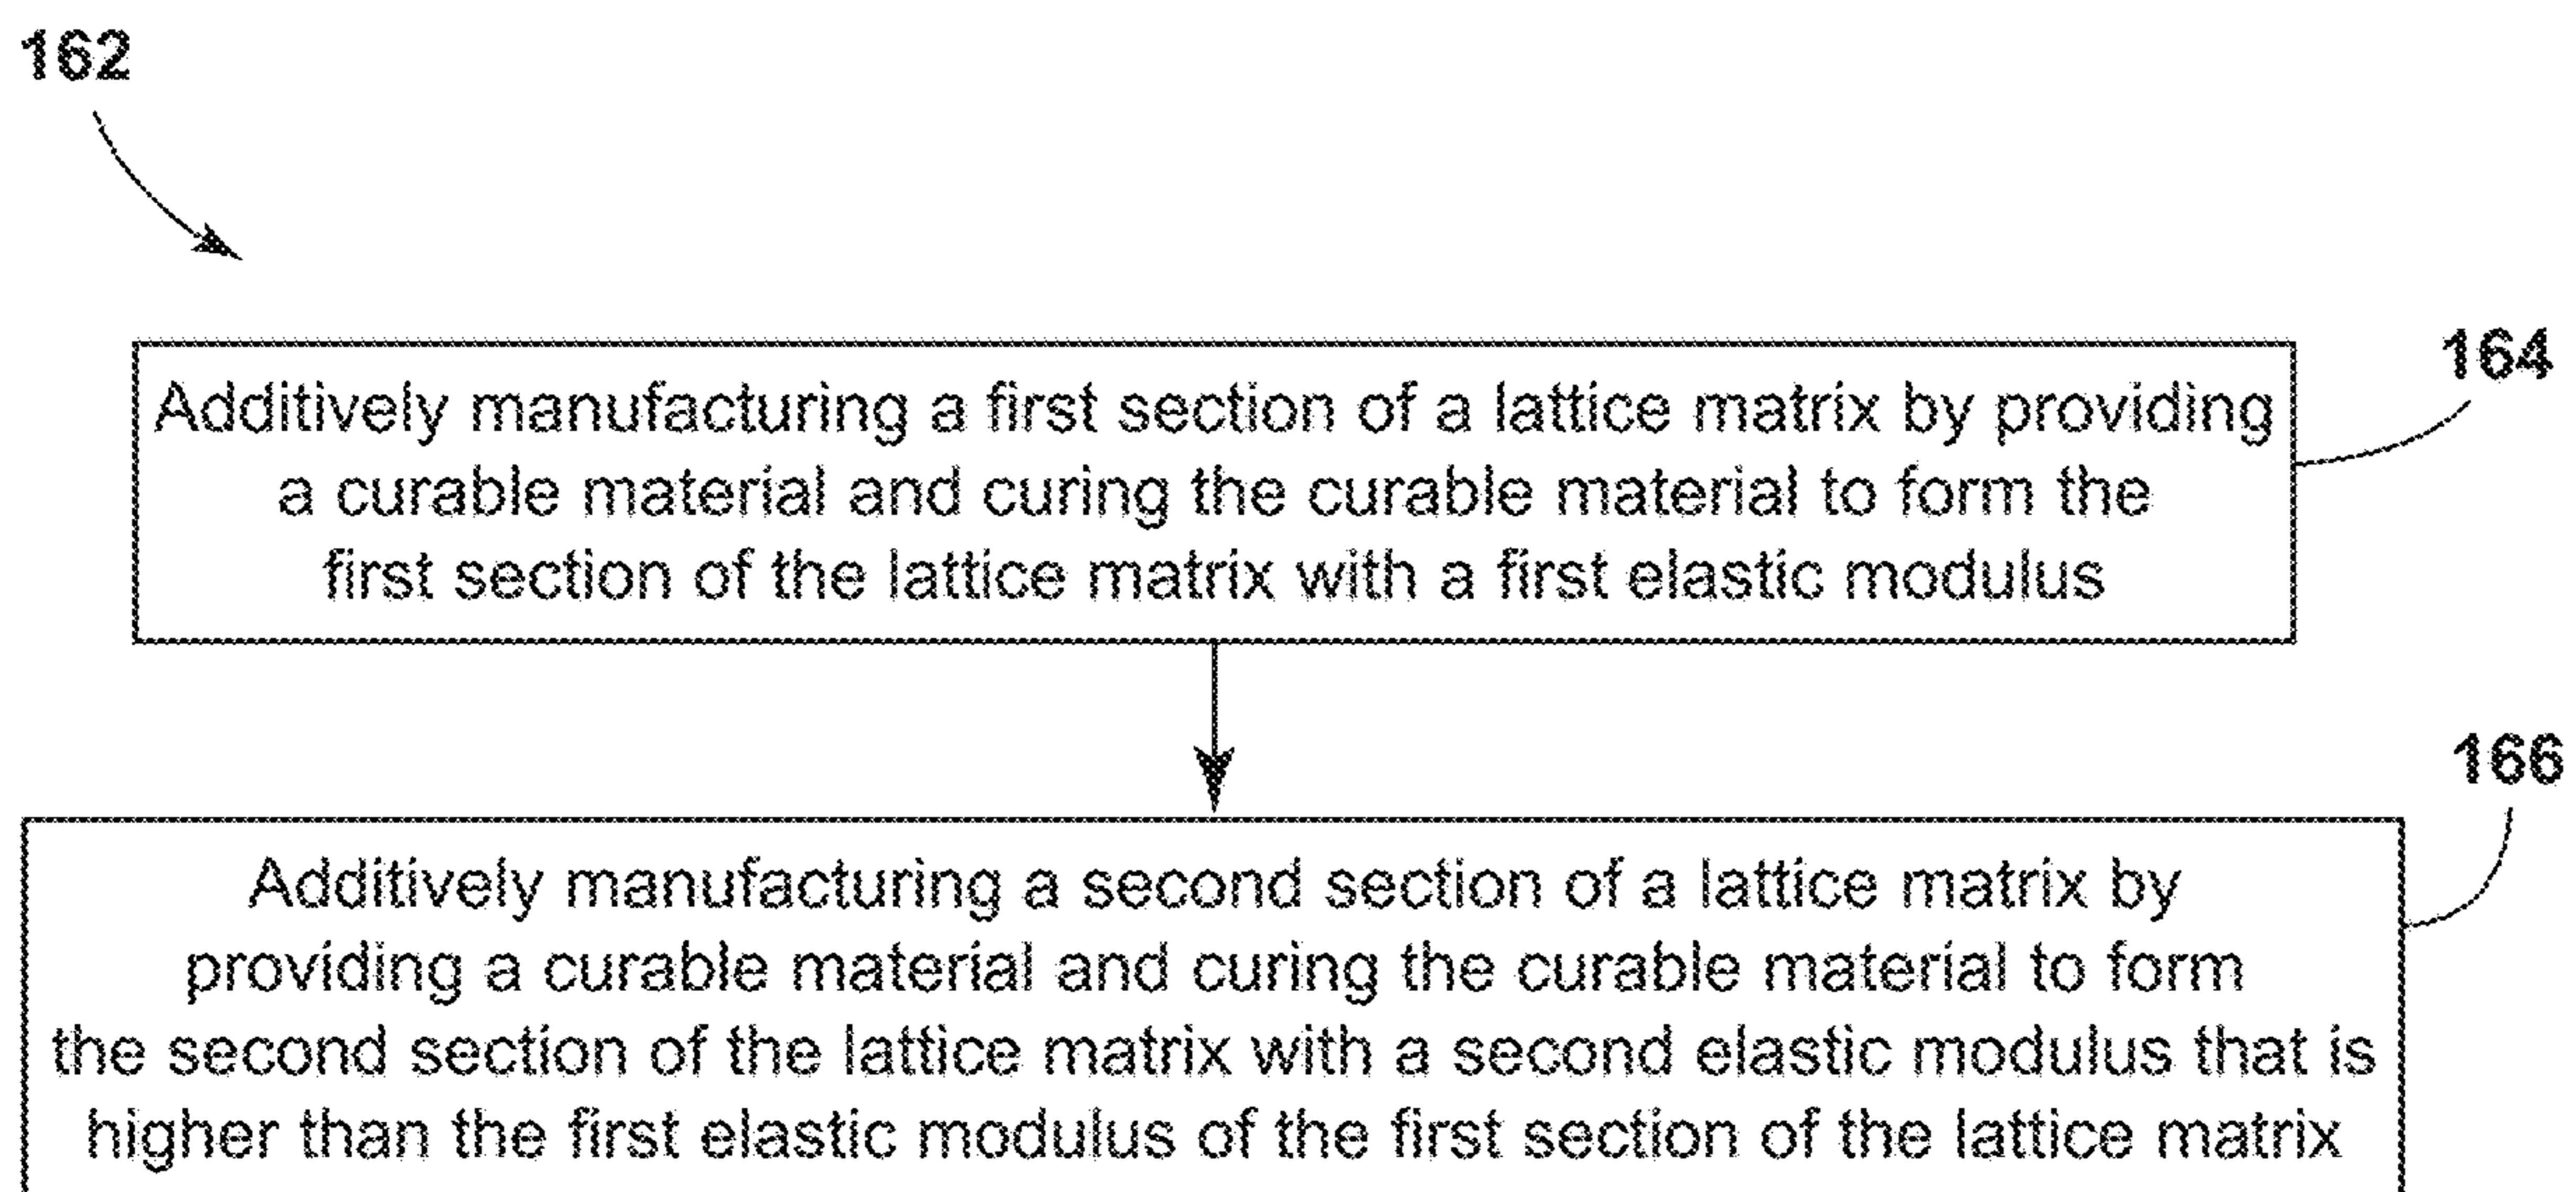 162
164
Additively manufacturing a first section of a lattice matrix by providing
a curable material and curing the curable material to form the
first section of the lattice matrix with a first elastic modulus
166
Additively manufacturing a second section of a lattice matrix by
providing a curable material and curing the curable material to form
the second section of the lattice matrix with a second elastic modulus that is
higher than the first elastic modulus of the first section of the lattice matrix